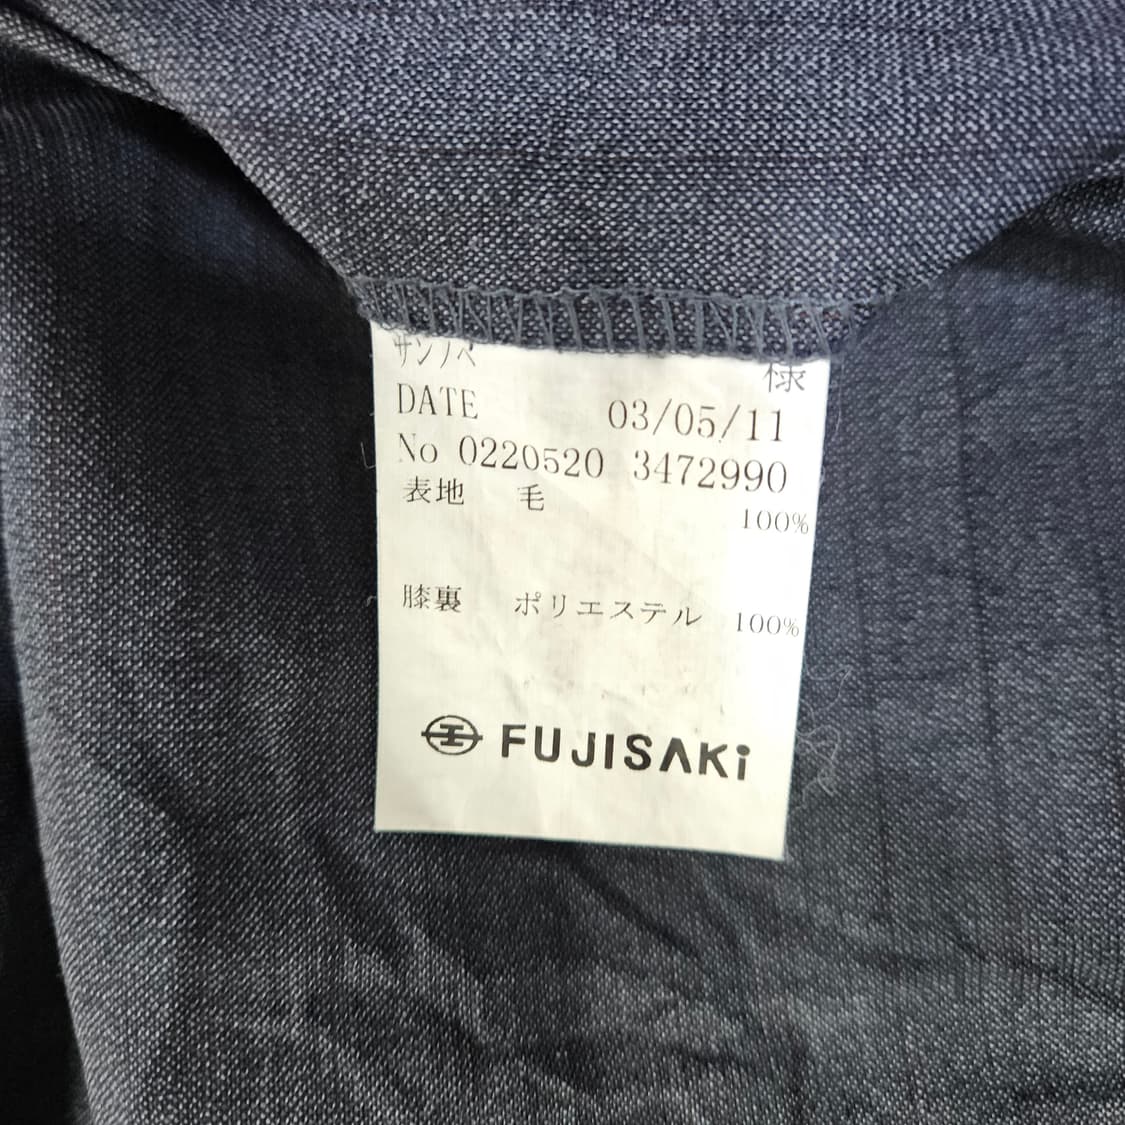 サンノベ 様
DATE 03/05/11
No 0220520 3472990
表地 毛 100%
膝裏 ポリエステル 100%
FUJISAKi